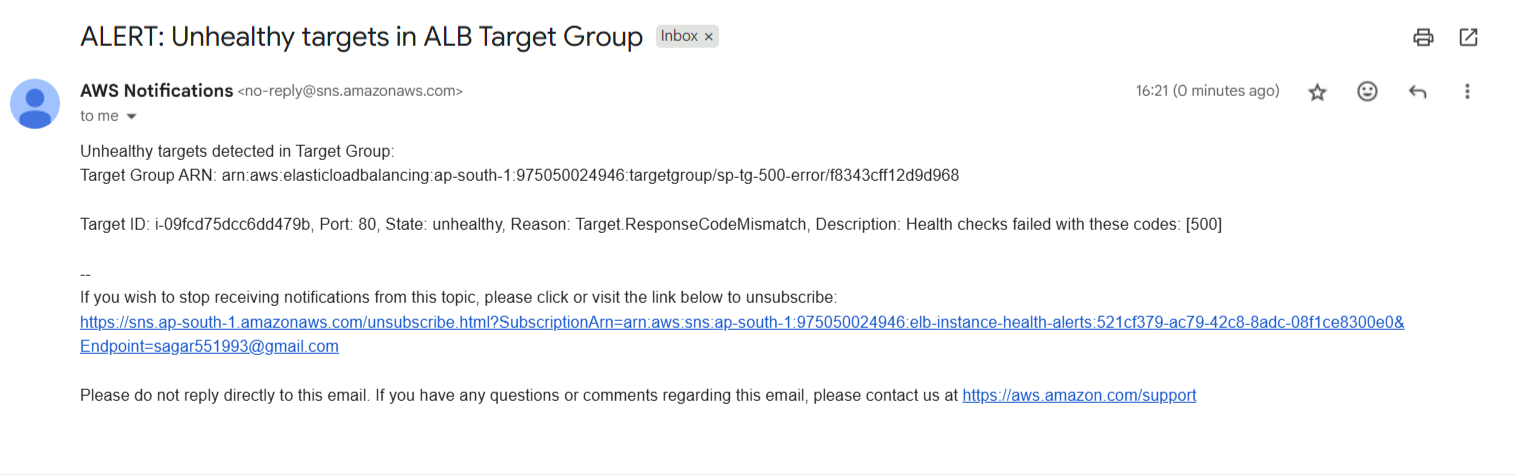 ALERT: Unhealthy targets in ALB Target Group Inbox ×
AWS Notifications <no-reply@sns.amazonaws.com> 16:21 (0 minutes ago)
to me
Unhealthy targets detected in Target Group:
Target Group ARN: arn:aws:elasticloadbalancing:ap-south-1:975050024946:targetgroup/sp-tg-500-error/f8343cff12d9d968
Target ID: i-09fcd75dcc6dd479b, Port: 80, State: unhealthy, Reason: Target.ResponseCodeMismatch, Description: Health checks failed with these codes: [500]
--
If you wish to stop receiving notifications from this topic, please click or visit the link below to unsubscribe:
https://sns.ap-south-1.amazonaws.com/unsubscribe.html?SubscriptionArn=arn:aws:sns:ap-south-1:975050024946:elb-instance-health-alerts:521cf379-ac79-42c8-8adc-08f1ce8300e0&
Endpoint=sagar551993@gmail.com
Please do not reply directly to this email. If you have any questions or comments regarding this email, please contact us at https://aws.amazon.com/support